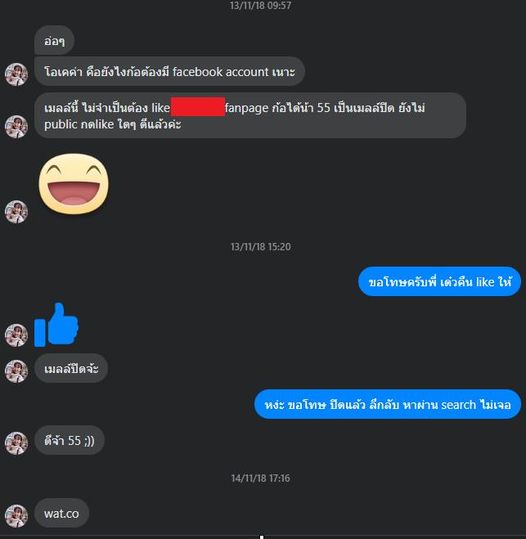 13/11/18 09:57
อ๋อๆ
โอเคค่า คือยังไงก้อต้องมี facebook account เนาะ
เมลล์นี้ ไม่จำเป็นต้อง like fanpage ก้อได้น้า 55 เป็นเมลล์ปิด ยังไม่
public กดlike ใดๆ ดีแล้วค่ะ
13/11/18 15:20
ขอโทษครับพี่ เด๋วคืน like ให้
เมลล์ปิดจ้ะ
หง่ะ ขอโทษ ปิดแล้ว ลึกลับ หาผ่าน search ไม่เจอ
ดีจ้า 55 ;))
14/11/18 17:16
wat.co